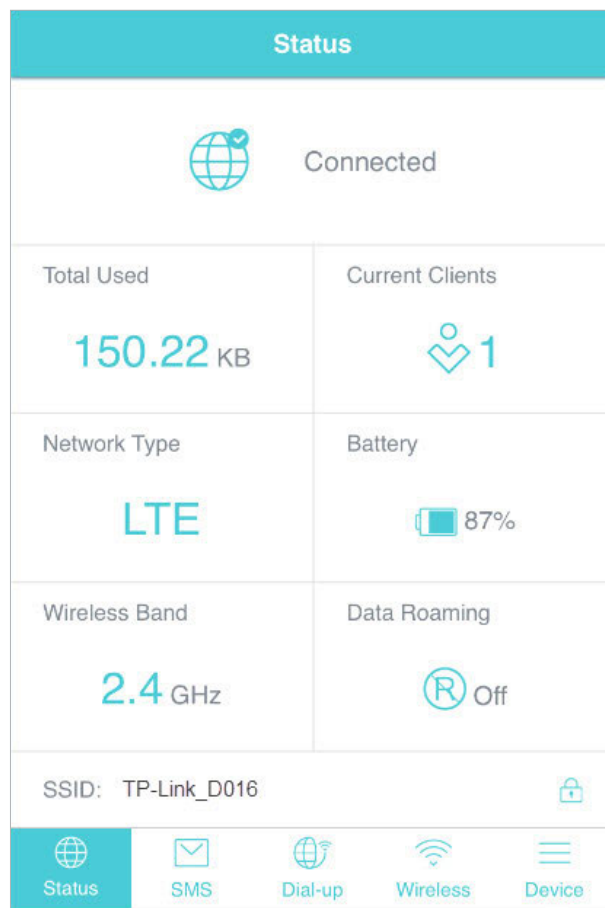 Status
Connected
Total Used
Current Clients
150.22 KB
1
Network Type
Battery
LTE
87%
Wireless Band
Data Roaming
2.4 GHz
R Off
SSID: TP-Link_D016
Status SMS Dial-up Wireless Device